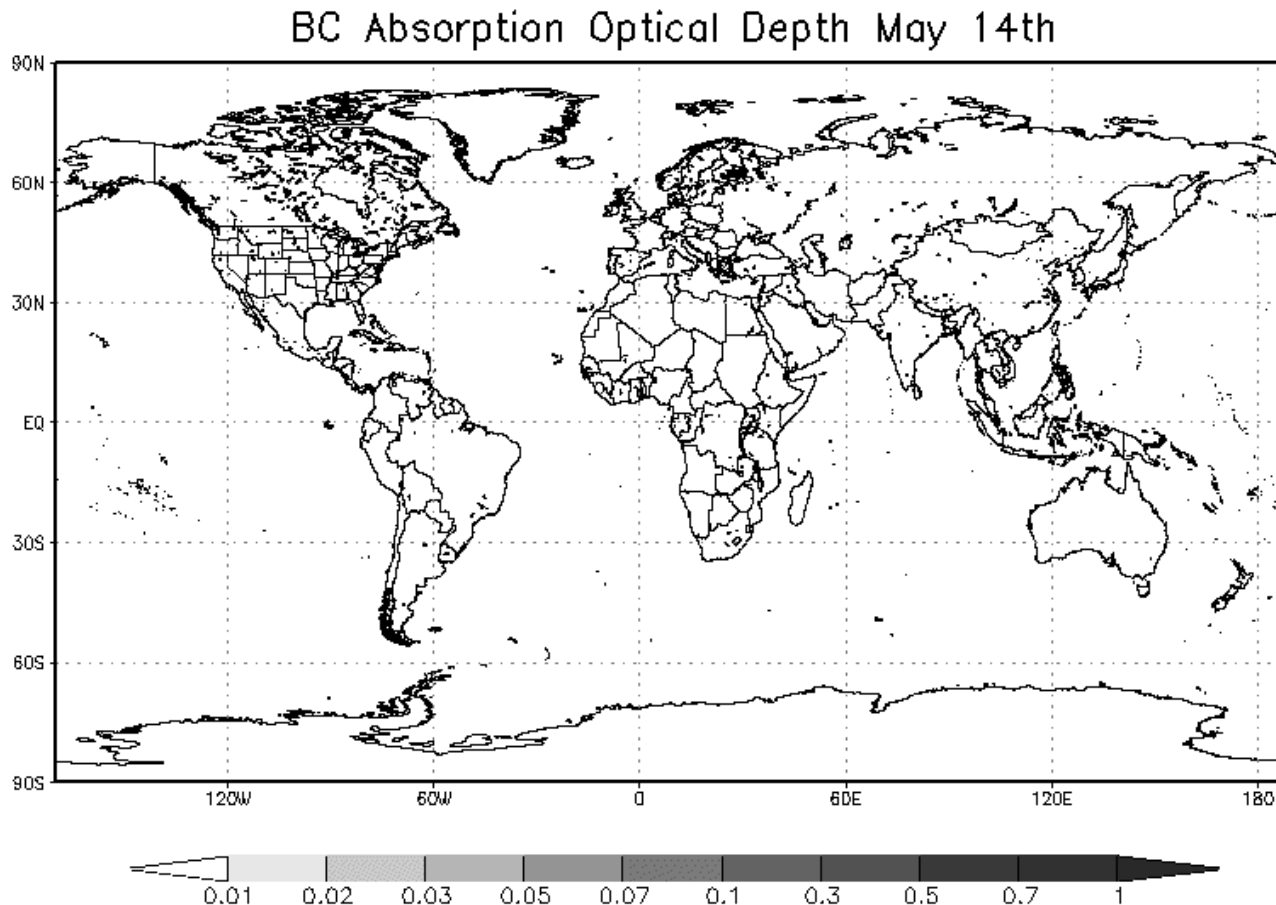 BC Absorption Optical Depth May 14th
90N
60N
30N
EQ
30S
60S
90S
120W 60W 0 60E 120E 180
0.01 0.02 0.03 0.05 0.07 0.1 0.3 0.5 0.7 1